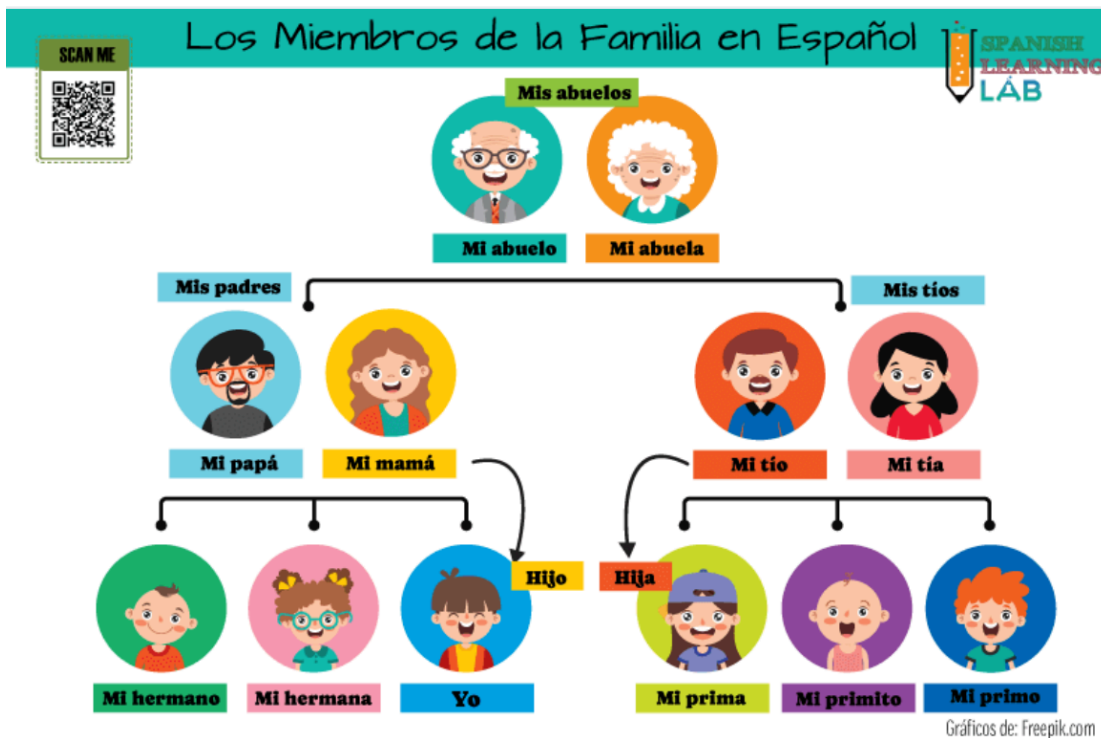 Los Miembros de la Familia en Español
SCAN ME
SPANISH
LEARNING
LAB
Mis abuelos
Mi abuelo
Mi abuela
Mis padres
Mis tíos
Mi papá
Mi mamá
Mi tío
Mi tía
Hijo
Hija
Mi hermano
Mi hermana
Yo
Mi prima
Mi primito
Mi primo
Gráficos de: Freepik.com